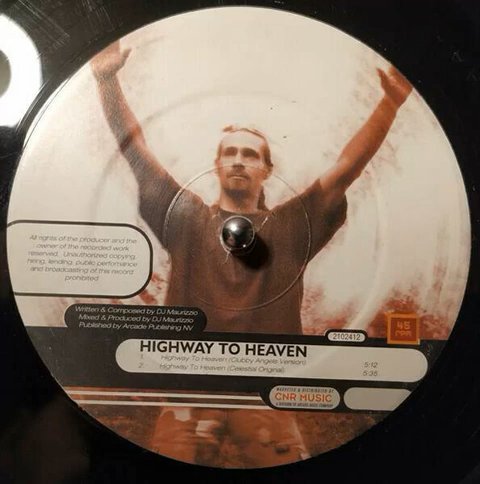 All rights of the producer and the
owner of the recorded work
reserved. Unauthorized copying,
hiring, lending, public performance
and broadcasting of this record
prohibited.
Written & Composed by DJ Maurizzio
Mixed & Produced by DJ Maurizzio
Published by Arcade Publishing NV
2102412
45
RPM
HIGHWAY TO HEAVEN
1. Highway To Heaven (Clubby Angels Version) 5:12
2. Highway To Heaven (Celestial Original) 5:35
MARKETED & DISTRIBUTED BY
CNR MUSIC